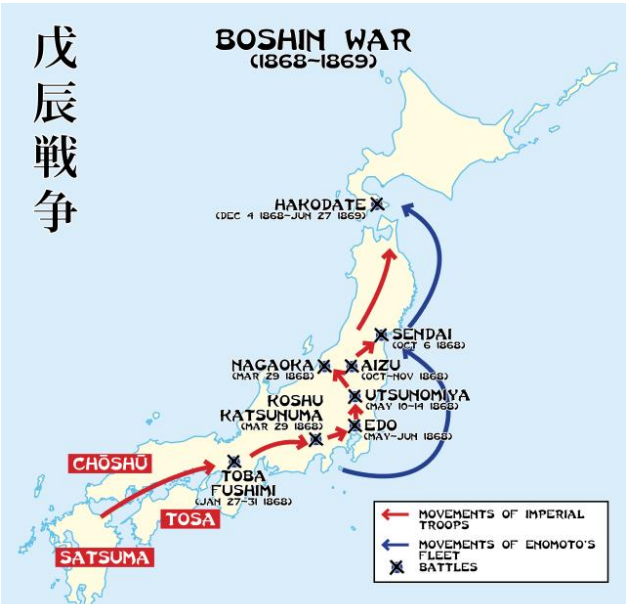 戊辰戦争
BOSHIN WAR
(1868~1869)
HAKODATE
(DEC 4 1868~JUN 27 1869)
SENDAI
(OCT 6 1868)
NAGAOKA
(MAR 29 1868)
AIZU
(OCT~NOV 1868)
UTSUNOMIYA
(MAY 10~14 1868)
KOSHU
KATSUNUMA
(MAR 29 1868)
EDO
(MAY~JUN 1868)
CHŌSHŪ
TOBA
FUSHIMI
(JAN 27~31 1868)
TOSA
SATSUMA
MOVEMENTS OF IMPERIAL
TROOPS
MOVEMENTS OF ENOMOTO'S
FLEET
BATTLES